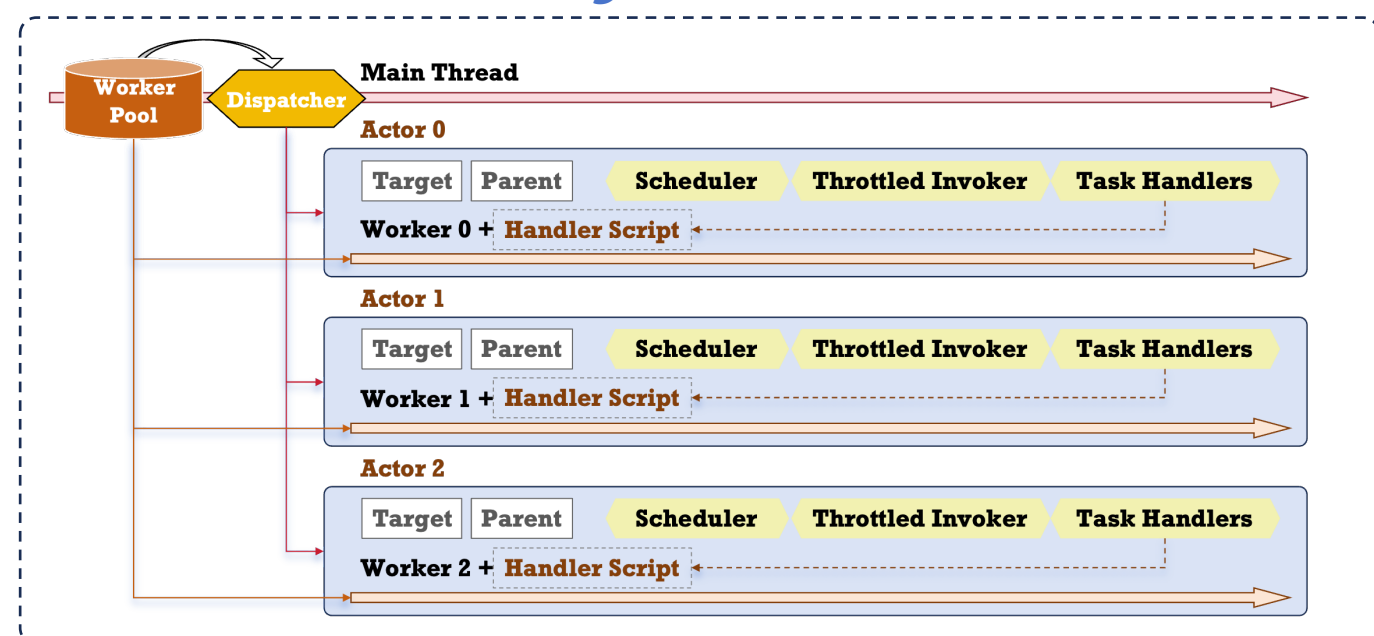 Worker
Pool
Dispatcher
Main Thread
Actor 0
Target Parent Scheduler Throttled Invoker Task Handlers
Worker 0 + Handler Script
Actor 1
Target Parent Scheduler Throttled Invoker Task Handlers
Worker 1 + Handler Script
Actor 2
Target Parent Scheduler Throttled Invoker Task Handlers
Worker 2 + Handler Script